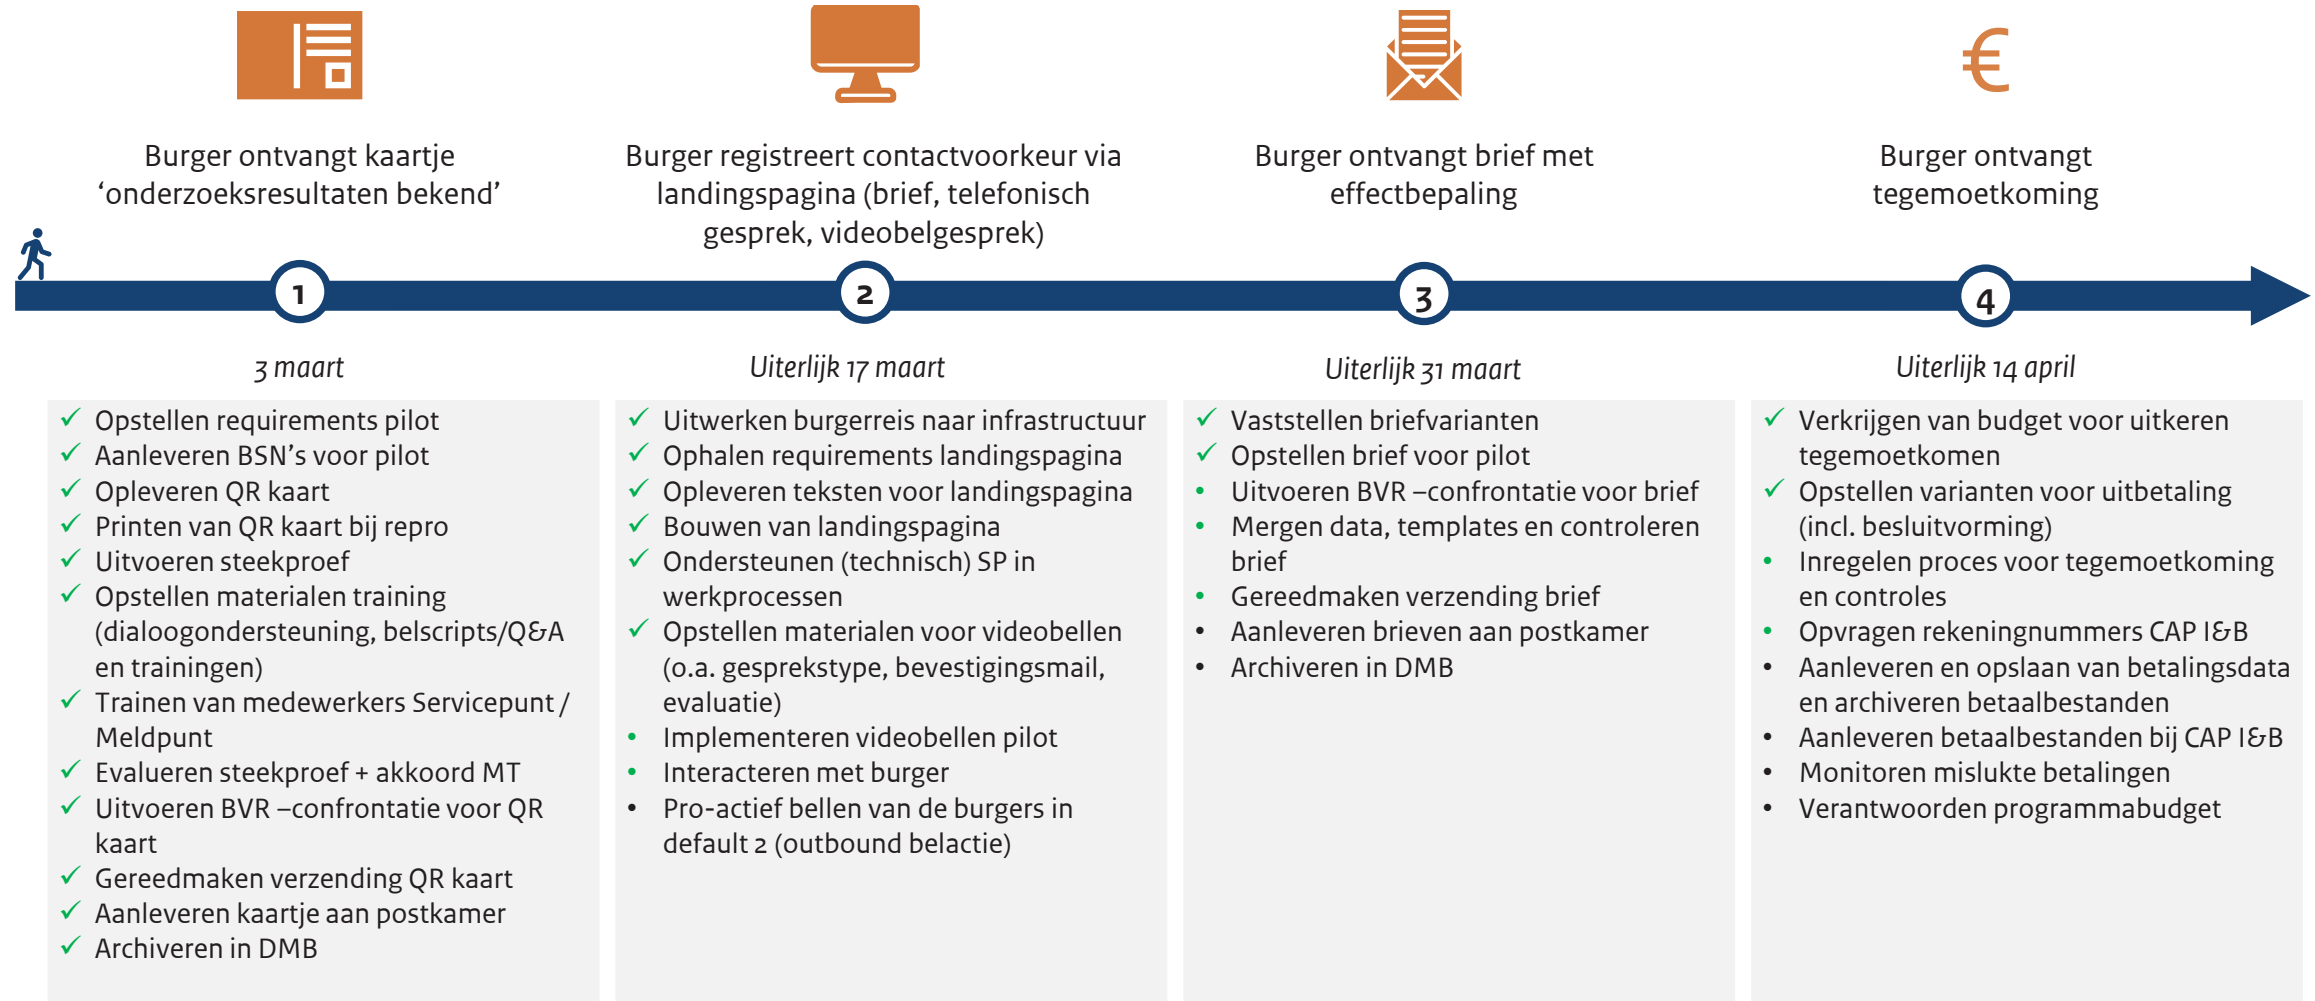 Burger ontvangt kaartje
‘onderzoeksresultaten bekend’
Burger registreert contactvoorkeur via
landingspagina (brief, telefonisch
gesprek, videobelgesprek)
Burger ontvangt brief met
effectbepaling
€
Burger ontvangt
tegemoetkoming
1
2
3
4
3 maart
Uiterlijk 17 maart
Uiterlijk 31 maart
Uiterlijk 14 april
✓ Opstellen requirements pilot
✓ Aanleveren BSN’s voor pilot
✓ Opleveren QR kaart
✓ Printen van QR kaart bij repro
✓ Uitvoeren steekproef
✓ Opstellen materialen training
(dialoogondersteuning, belscripts/Q&A
en trainingen)
✓ Trainen van medewerkers Servicepunt /
Meldpunt
✓ Evalueren steekproef + akkoord MT
✓ Uitvoeren BVR –confrontatie voor QR
kaart
✓ Gereedmaken verzending QR kaart
✓ Aanleveren kaartje aan postkamer
✓ Archiveren in DMB
✓ Uitwerken burgerreis naar infrastructuur
✓ Ophalen requirements landingspagina
✓ Opleveren teksten voor landingspagina
✓ Bouwen van landingspagina
✓ Ondersteunen (technisch) SP in
werkprocessen
✓ Opstellen materialen voor videobellen
(o.a. gesprekstype, bevestigingsmail,
evaluatie)
• Implementeren videobellen pilot
• Interacteren met burger
• Pro-actief bellen van de burgers in
default 2 (outbound belactie)
✓ Vaststellen briefvarianten
✓ Opstellen brief voor pilot
• Uitvoeren BVR –confrontatie voor brief
• Mergen data, templates en controleren
brief
• Gereedmaken verzending brief
• Aanleveren brieven aan postkamer
• Archiveren in DMB
✓ Verkrijgen van budget voor uitkeren
tegemoetkomen
✓ Opstellen varianten voor uitbetaling
(incl. besluitvorming)
• Inregelen proces voor tegemoetkoming
en controles
• Opvragen rekeningnummers CAP I&B
• Aanleveren en opslaan van betalingsdata
en archiveren betaalbestanden
• Aanleveren betaalbestanden bij CAP I&B
• Monitoren mislukte betalingen
• Verantwoorden programmabudget